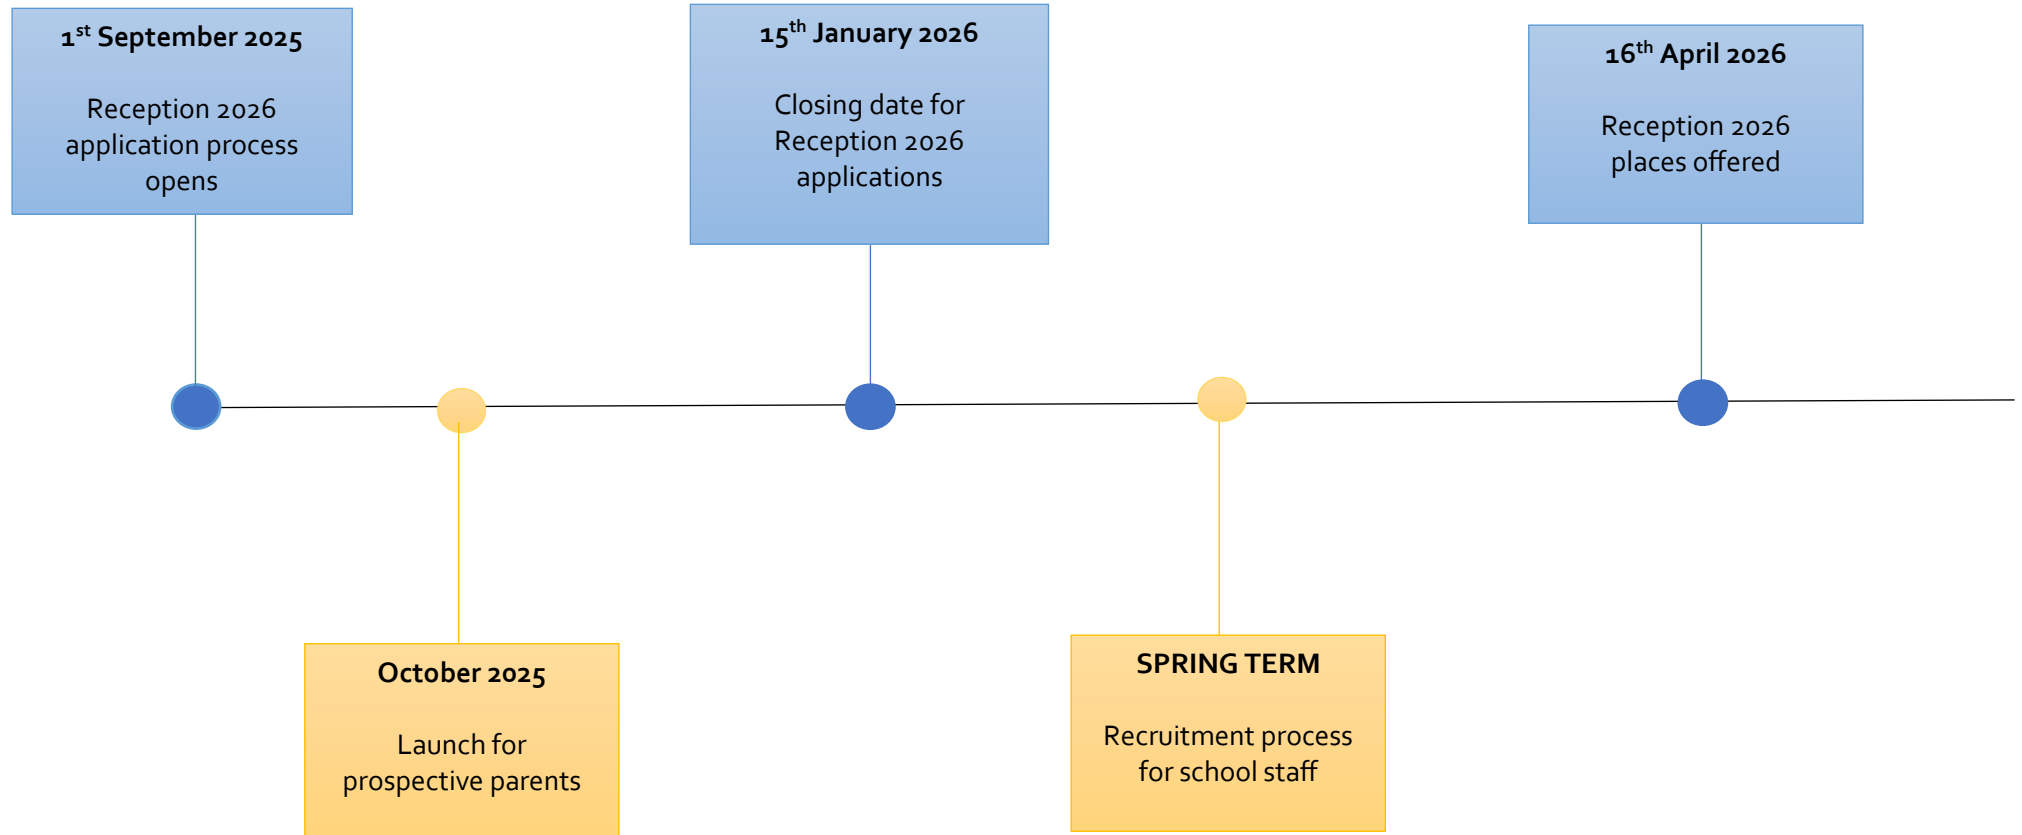 1st September 2025
Reception 2026
application process
opens
15th January 2026
Closing date for
Reception 2026
applications
16th April 2026
Reception 2026
places offered
October 2025
Launch for
prospective parents
SPRING TERM
Recruitment process
for school staff